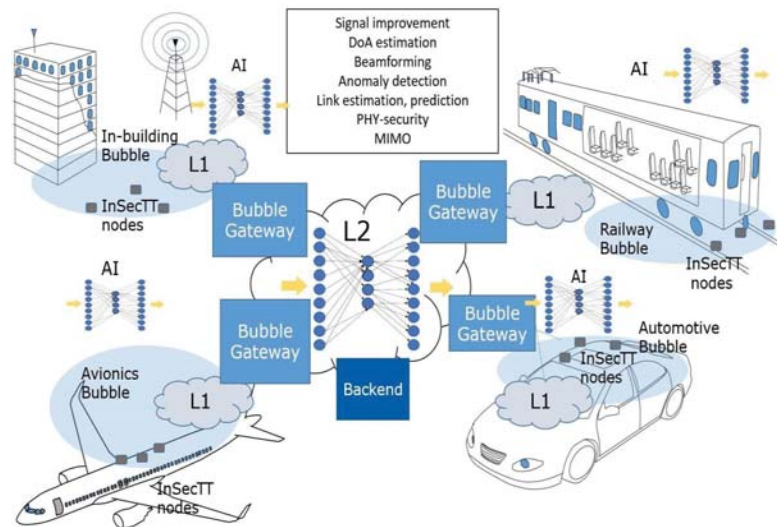 Signal improvement
DoA estimation
Beamforming
Anomaly detection
Link estimation, prediction
PHY-security
MIMO
AI
AI
In-building
Bubble
L1
InSecTT
nodes
Bubble
Gateway
Bubble
Gateway
L1
Railway
Bubble
InSecTT
nodes
L2
AI
Bubble
Gateway
Bubble
Gateway
AI
Automotive
Bubble
InSecTT
nodes
Avionics
Bubble
L1
Backend
L1
InSecTT
nodes